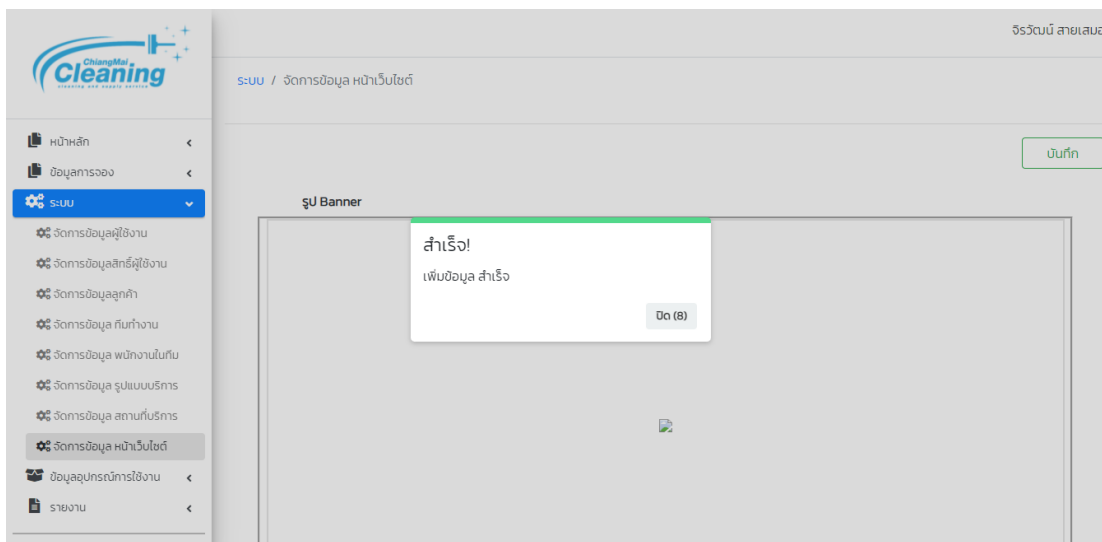 จิรวัฒน์ สายเสมอ
ChiangMai
Cleaning
cleaning and supply service
ระบบ / จัดการข้อมูล หน้าเว็บไซต์
หน้าหลัก
ข้อมูลการจอง
บันทึก
ระบบ
รูป Banner
จัดการข้อมูลผู้ใช้งาน
จัดการข้อมูลสิทธิ์ผู้ใช้งาน
จัดการข้อมูลลูกค้า
จัดการข้อมูล ทีมทำงาน
จัดการข้อมูล พนักงานในทีม
จัดการข้อมูล รูปแบบบริการ
จัดการข้อมูล สถานที่บริการ
จัดการข้อมูล หน้าเว็บไซต์
ข้อมูลอุปกรณ์การใช้งาน
รายงาน
สำเร็จ!
เพิ่มข้อมูล สำเร็จ
ปิด (8)